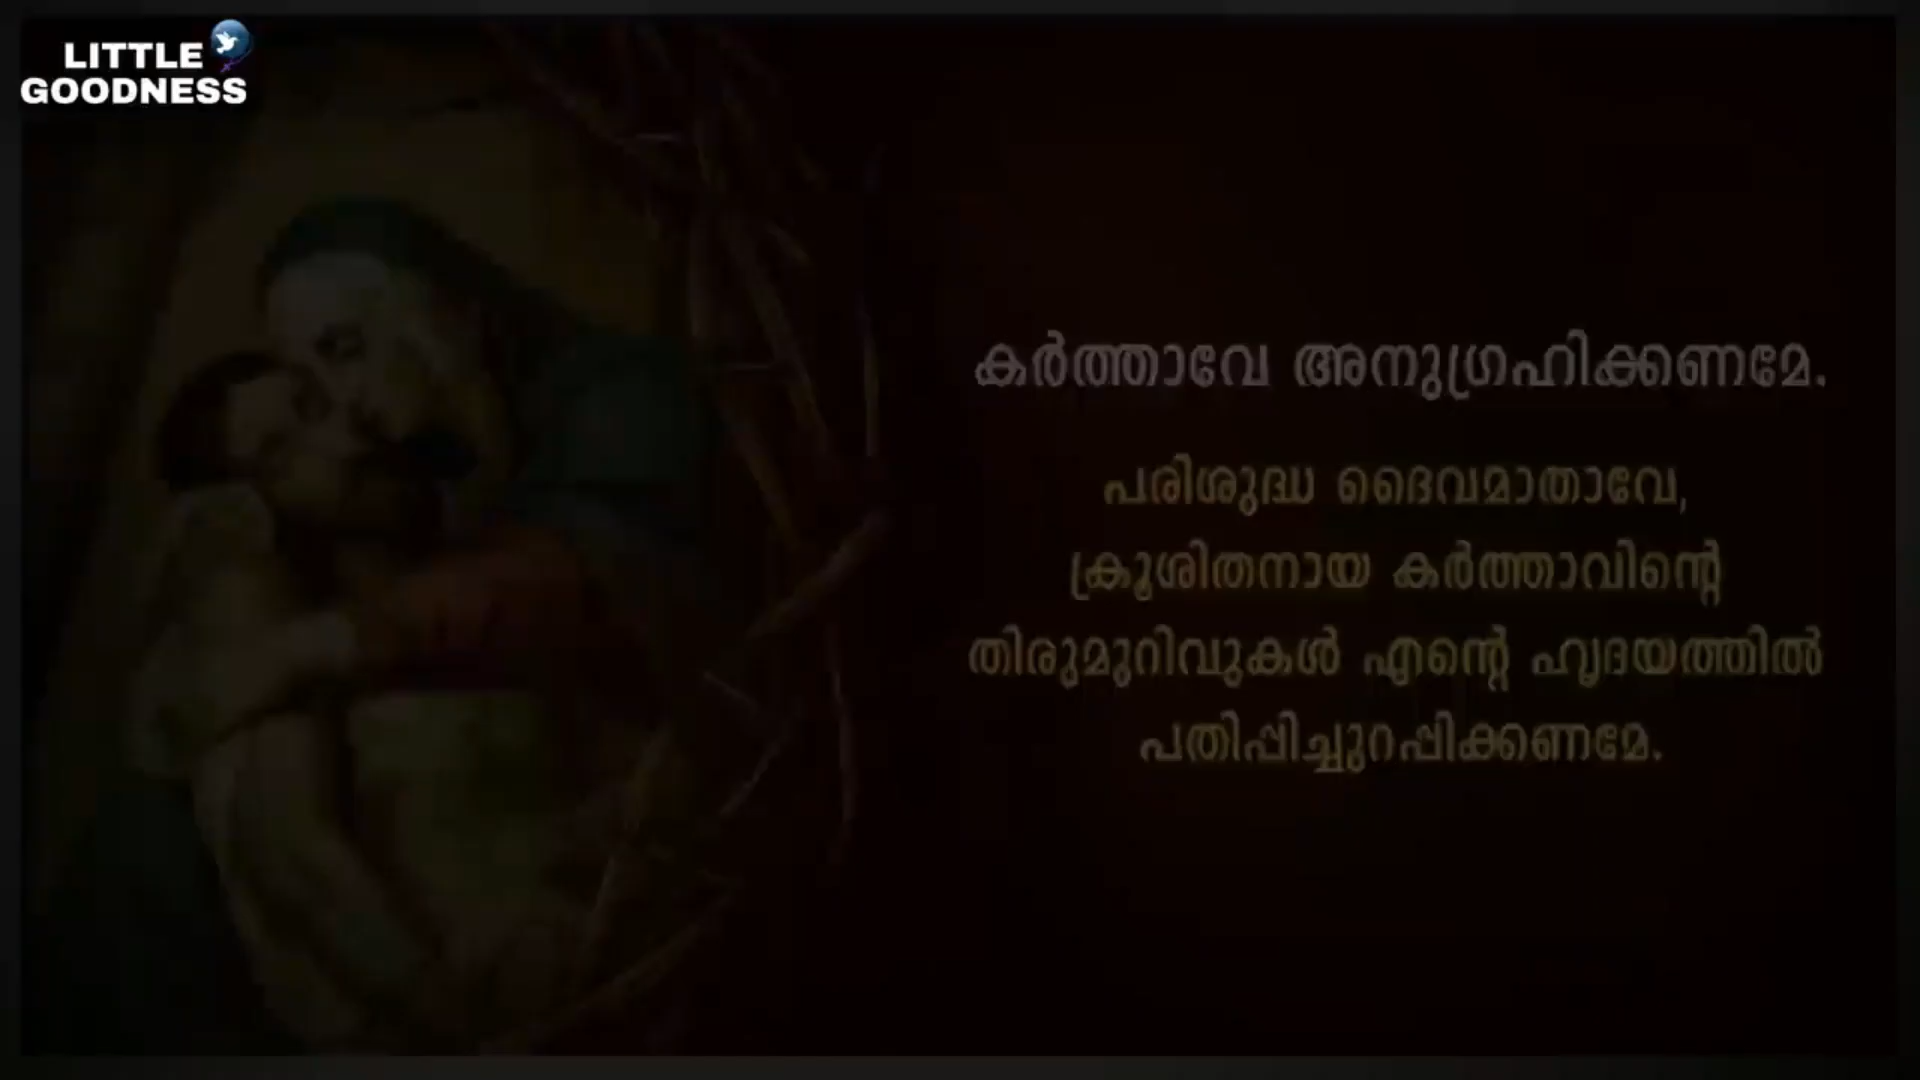 LITTLE
GOODNESS
കർത്താവേ അനുഗ്രഹിക്കണമേ.
പരിശുദ്ധ ദൈവമാതാവേ,
ക്രൂശിതനായ കർത്താവിന്റെ
തിരുമുറിവുകൾ എന്റെ ഹൃദയത്തിൽ
പതിപ്പിച്ചുറപ്പിക്കണമേ.